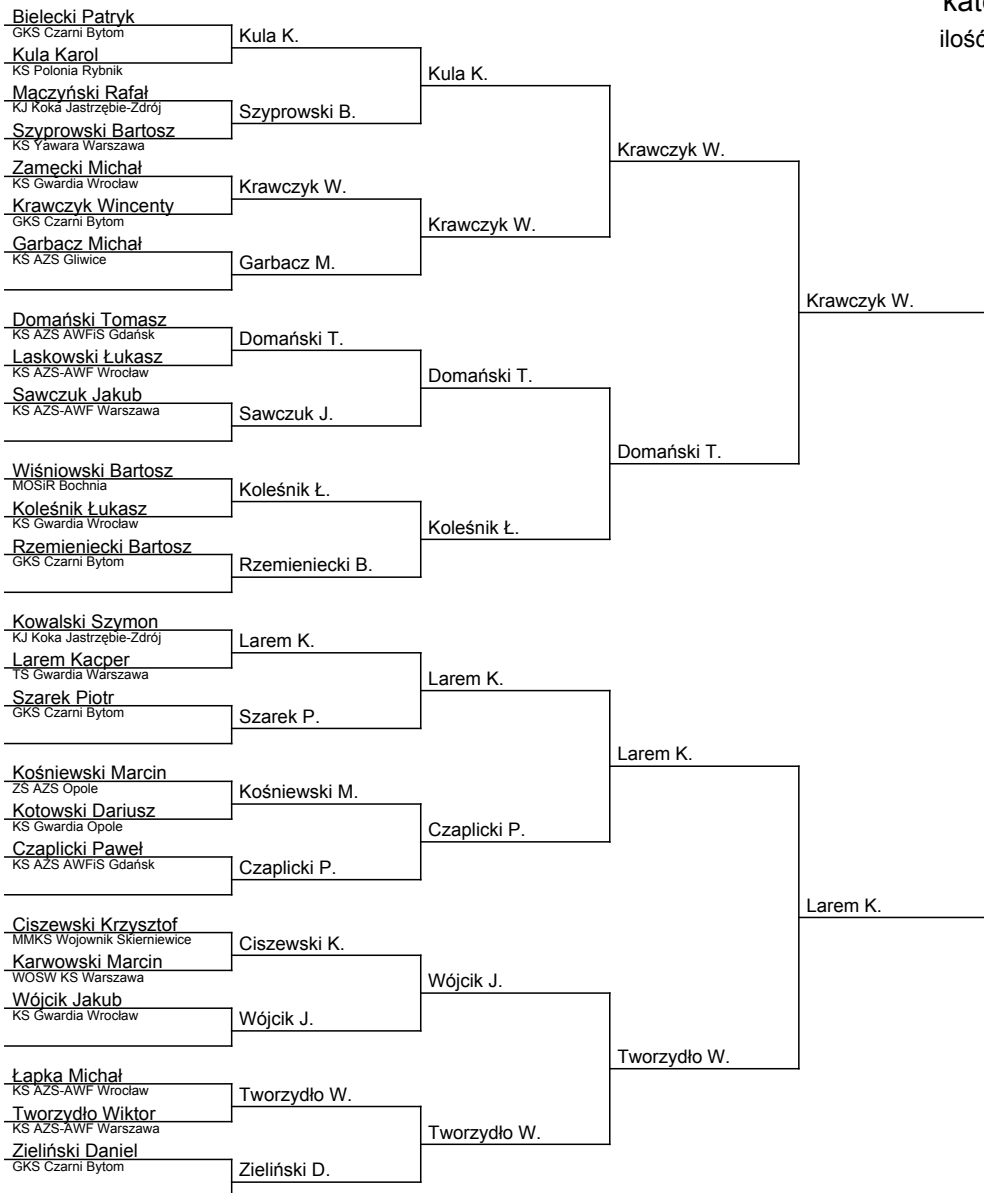 Bielecki Patryk
GKS Czarni Bytom
Kula Karol
KS Polonia Rybnik
Mączyński Rafał
KJ Koka Jastrzębie-Zdrój
Szyprowski Bartosz
KS Yawara Warszawa
Zamęcki Michał
KS Gwardia Wrocław
Krawczyk Wincenty
GKS Czarni Bytom
Garbacz Michał
KŚ AZS Gliwice
Domański Tomasz
KS AZS AWFiS Gdańsk
Laskowski Łukasz
KS AZS-AWF Wrocław
Sawczuk Jakub
KS AZS-AWF Warszawa
Wiśniowski Bartosz
MOSiR Bochnia
Koleśnik Łukasz
KS Gwardia Wrocław
Rzemieniecki Bartosz
GKS Czarni Bytom
Kowalski Szymon
KJ Koka Jastrzębie-Zdrój
Larem Kacper
TS Gwardia Warszawa
Szarek Piotr
GKS Czarni Bytom
Kośniewski Marcin
ZŚ AZS Opole
Kotowski Dariusz
KS Gwardia Opole
Czaplicki Paweł
KS AZS AWFiS Gdańsk
Ciszewski Krzysztof
MMKS Wojownik Skierniewice
Karwowski Marcin
WOSW KS Warszawa
Wójcik Jakub
KS Gwardia Wrocław
Łapka Michał
KS AZS-AWF Wrocław
Tworzydło Wiktor
KS AZS-AWF Warszawa
Zieliński Daniel
GKS Czarni Bytom
Kula K.
Szyprowski B.
Krawczyk W.
Garbacz M.
Domański T.
Sawczuk J.
Koleśnik Ł.
Rzemieniecki B.
Larem K.
Szarek P.
Kośniewski M.
Czaplicki P.
Ciszewski K.
Wójcik J.
Tworzydło W.
Zieliński D.
Kula K.
Krawczyk W.
Domański T.
Koleśnik Ł.
Larem K.
Czaplicki P.
Wójcik J.
Tworzydło W.
Krawczyk W.
Domański T.
Larem K.
Tworzydło W.
Krawczyk W.
Larem K.
ilość